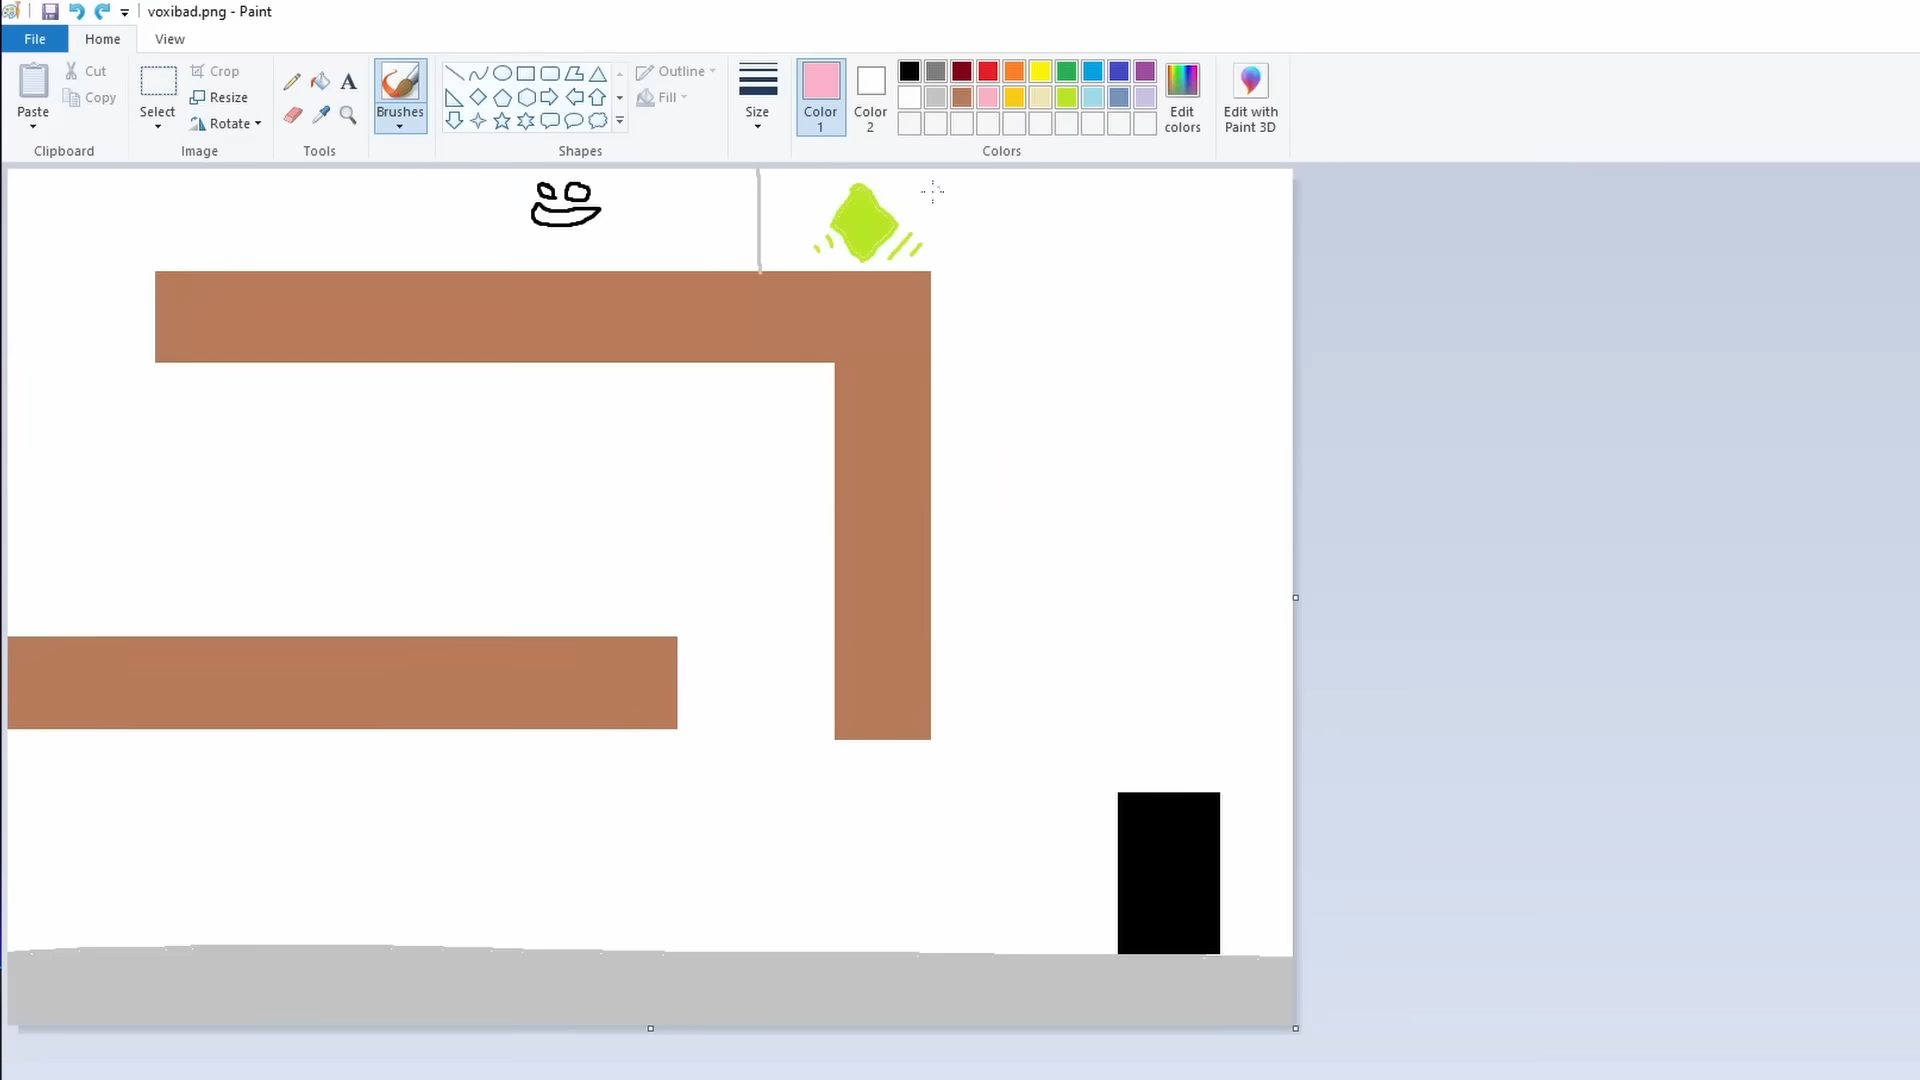 voxibad.png - Paint
File Home View
Paste
Cut
Copy
Clipboard
Select
Crop
Resize
Rotate
Image
A
Tools
Brushes
Shapes
Outline
Fill
Size
Color 1
Color 2
Colors
Edit colors
Edit with Paint 3D